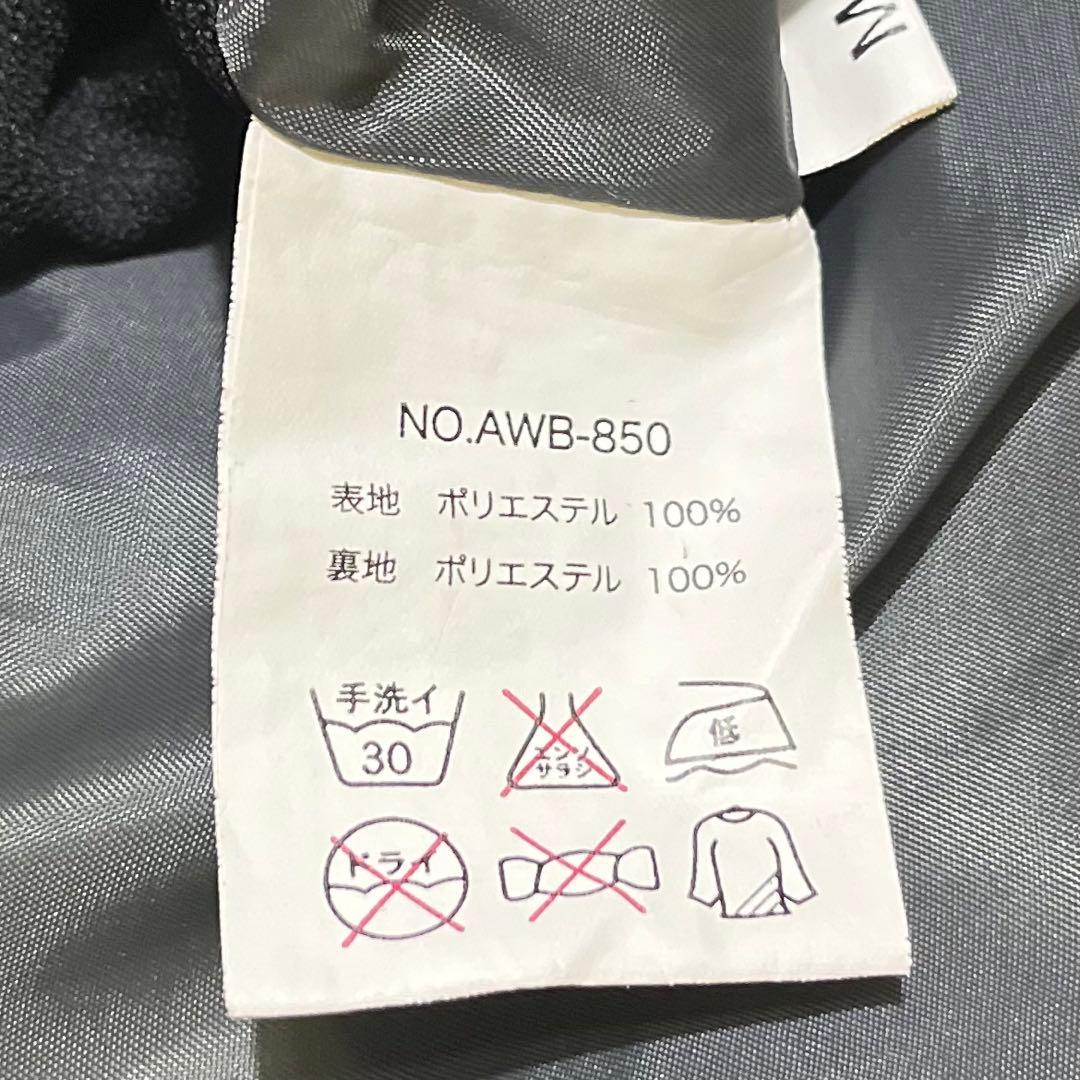 M
NO.AWB-850
表地 ポリエステル 100%
裏地 ポリエステル 100%
手洗イ
30
エンソ
サラシ
低
ドライ